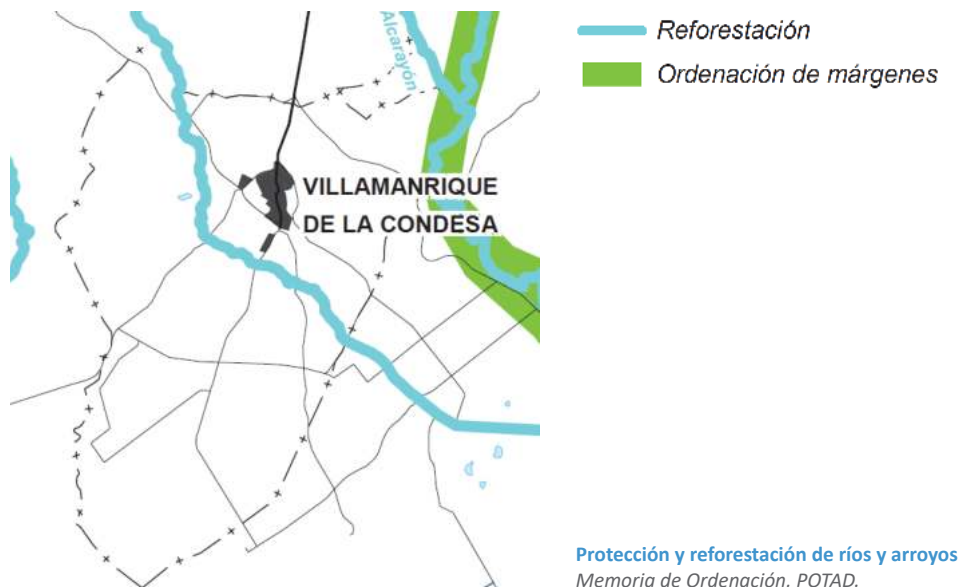 Alcarayón
VILLAMANRIQUE
DE LA CONDESA
Reforestación
Ordenación de márgenes
Protección y reforestación de ríos y arroyos
Memoria de Ordenación. POTAD.